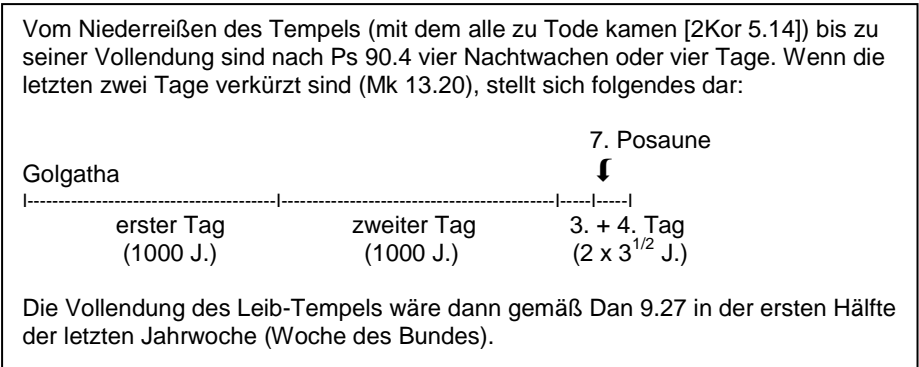 Vom Niederreißen des Tempels (mit dem alle zu Tode kamen [2Kor 5.14]) bis zu
seiner Vollendung sind nach Ps 90.4 vier Nachtwachen oder vier Tage. Wenn die
letzten zwei Tage verkürzt sind (Mk 13.20), stellt sich folgendes dar:
7. Posaune
Golgatha
I----------------------------------------I--------------------------------------------I-----I-----I
erster Tag zweiter Tag 3. + 4. Tag
(1000 J.) (1000 J.) (2 x 3^1/2 J.)
Die Vollendung des Leib-Tempels wäre dann gemäß Dan 9.27 in der ersten Hälfte
der letzten Jahrwoche (Woche des Bundes).